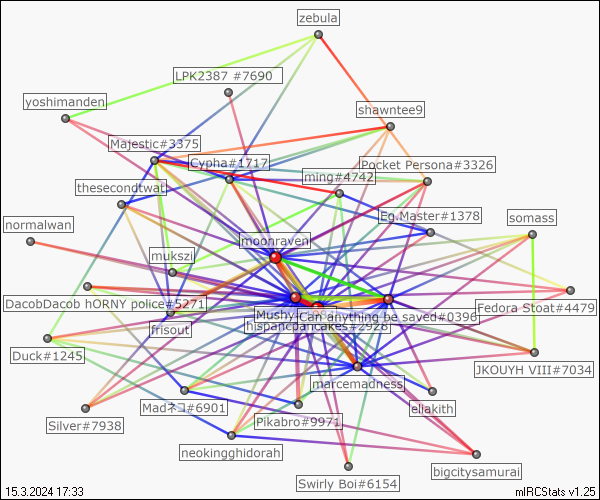 zebula
LPK2387 #7690
yoshimanden
shawntee9
Majestic#3375
Cypha#1717
Pocket Persona#3326
ming#4742
thesecondtwat
Eg.Master#1378
normalwan
somass
moonraven
mukszi
DacobDacob hORNY police#5271
Fedora Stoat#4479
Mushy
Can anything be saved#0396
frisout
hispancpancakes#2928
Duck#1245
JKOUYH VIII#7034
marcemadness
eliakith
Silver#7938
Pikabro#9971
neokingghidorah
bigcitysamurai
Swirly Boi#6154
15.3.2024 17:33
mIRCStats v1.25